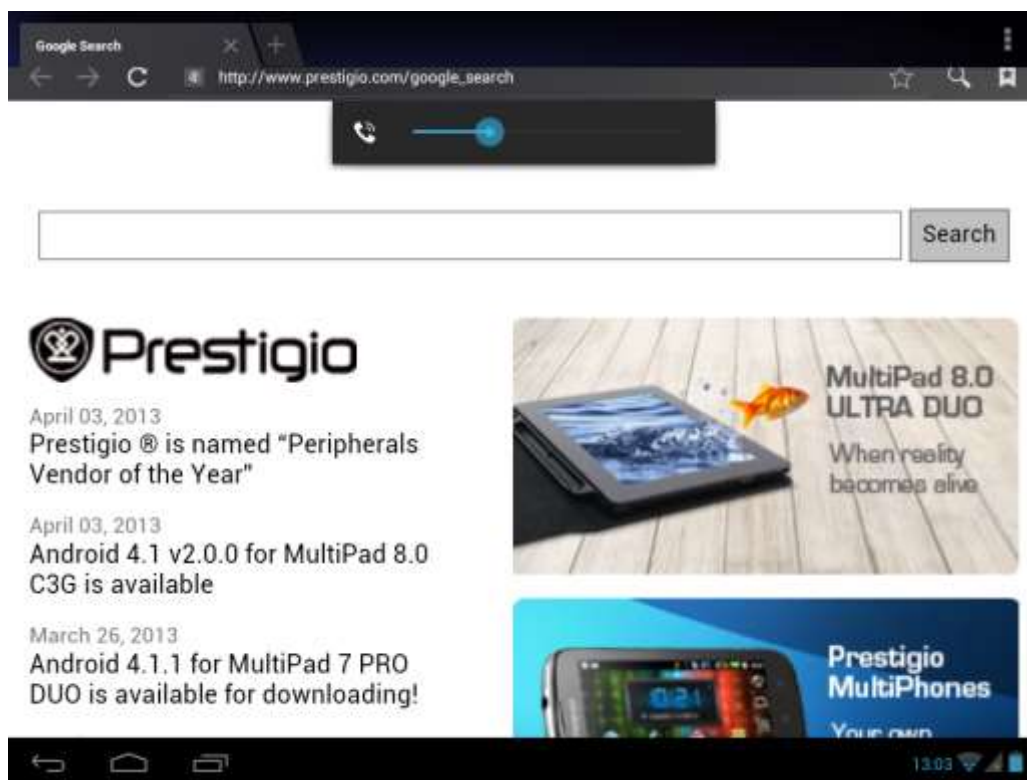 Google Search
http://www.prestigio.com/google_search
Search
Prestigio
April 03, 2013
Prestigio ® is named “Peripherals
Vendor of the Year"
April 03, 2013
Android 4.1 v2.0.0 for MultiPad 8.0
C3G is available
March 26, 2013
Android 4.1.1 for MultiPad 7 PRO
DUO is available for downloading!
MultiPad 8.0
ULTRA DUO
When reality
becomes alive
Prestigio
MultiPhones
Your own
13:03